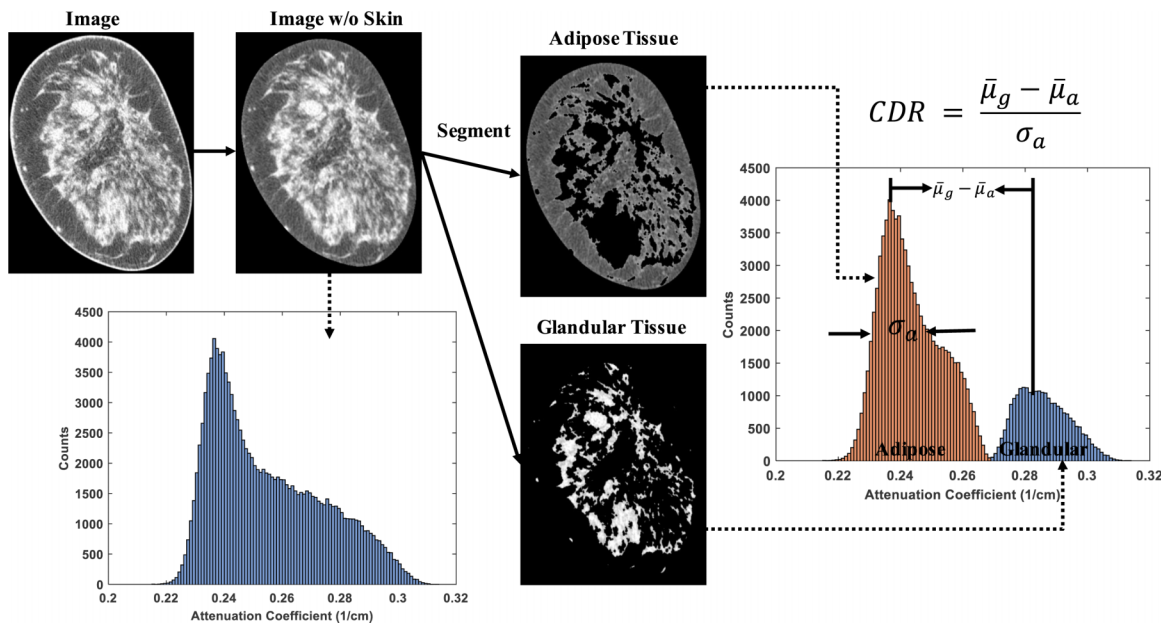 Image
Image w/o Skin
Adipose Tissue
Segment
Glandular Tissue
CDR = (μ̄g − μ̄a) / σa
4500
4000
3500
3000
2500
2000
1500
1000
500
0
Counts
0.2 0.22 0.24 0.26 0.28 0.3 0.32
Attenuation Coefficient (1/cm)
4500
4000
3500
3000
2500
2000
1500
1000
500
0
Counts
μ̄g − μ̄a
σa
Adipose
Glandular
0.2 0.22 0.24 0.26 0.28 0.3 0.32
Attenuation Coefficient (1/cm)